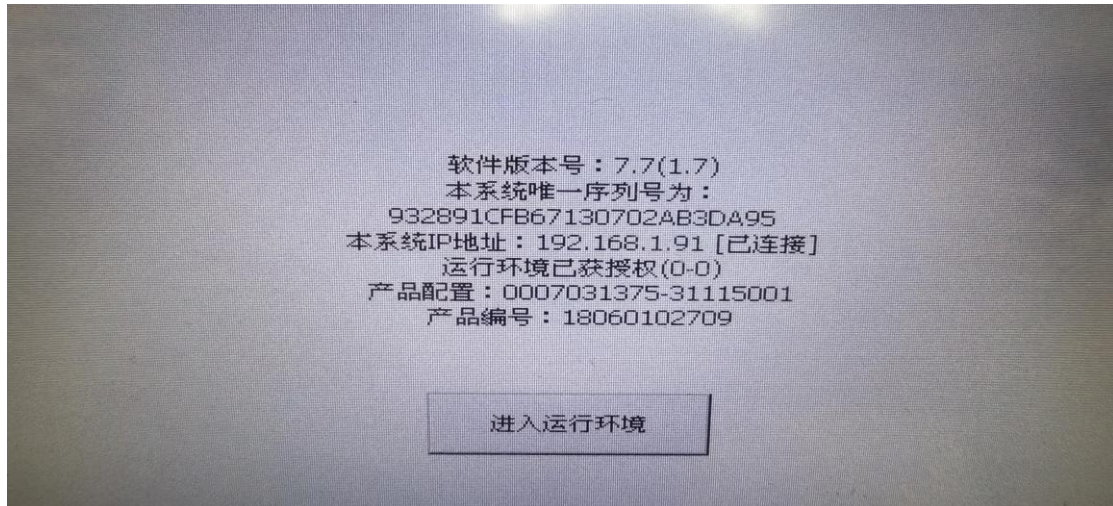 软件版本号：7.7(1.7)
本系统唯一序列号为：
932891CFB67130702AB3DA95
本系统IP地址：192.168.1.91 [已连接]
运行环境已获授权(0-0)
产品配置：0007031375-31115001
产品编号：18060102709
进入运行环境